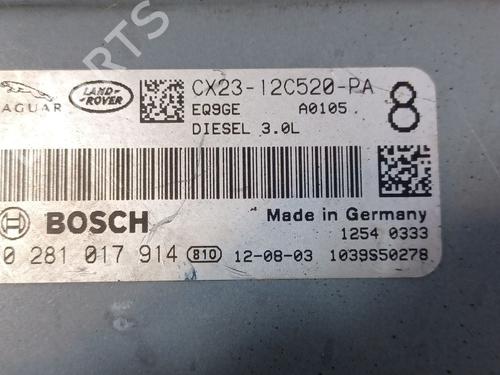 PARTS
JAGUAR
LAND-
ROVER
CX23-12C520-PA
EQ9GE A0105
DIESEL 3.0L
8
BOSCH
Made in Germany
1254 0333
0 281 017 914 810 12-08-03 1039S50278